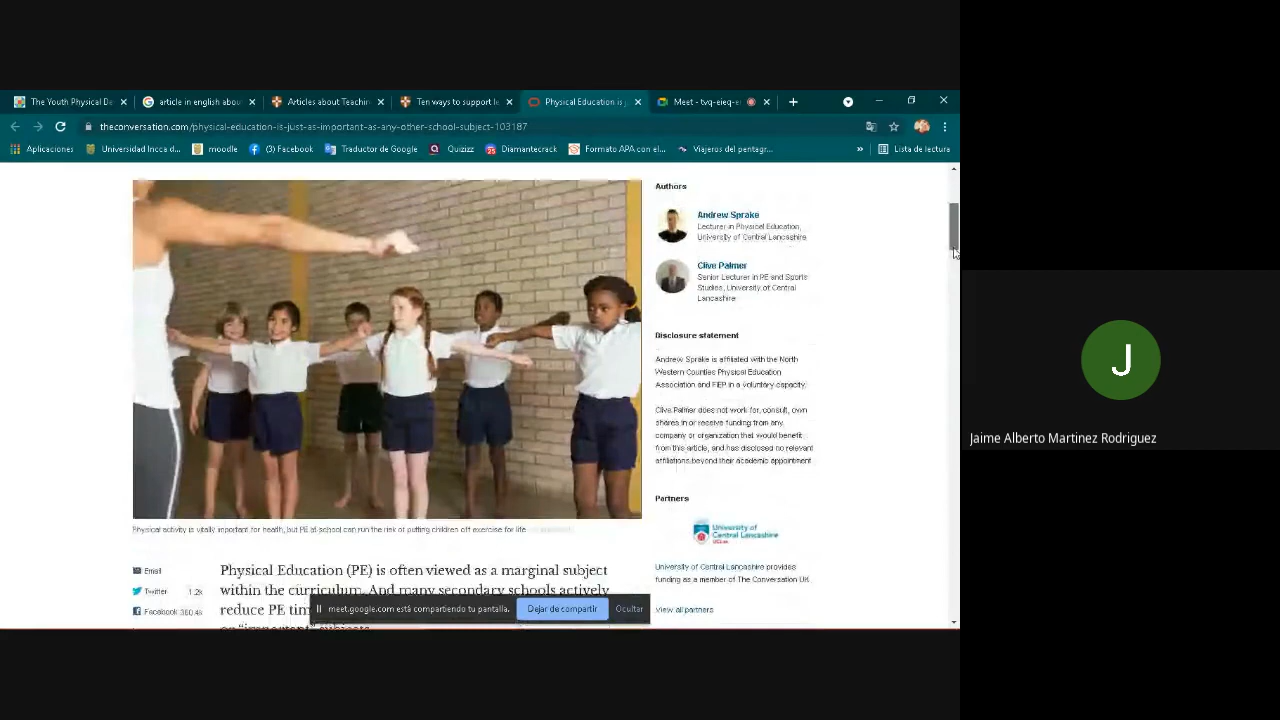 The Youth Physical De
article in english abou
Articles about Teachin
Ten ways to support l
Physical Education is j
Meet - tvq-eieq-e
theconversation.com/physical-education-is-just-as-important-as-any-other-school-subject-103187
Aplicaciones
Universidad Incca d...
moodle
(3) Facebook
Traductor de Google
Quizizz
Diamantecrack
Formato APA con el...
Viajeros del pentagr...
»
Lista de lectura
Authors
Andrew Sprake
Lecturer in Physical Education,
University of Central Lancashire
Clive Palmer
Senior Lecturer in PE and Sports
Studies, University of Central
Lancashire
Disclosure statement
Andrew Sprake is affiliated with the North
Western Counties Physical Education
Association and FIEP in a voluntary capacity.
Clive Palmer does not work for, consult, own
shares in or receive funding from any
company or organization that would benefit
from this article, and has disclosed no relevant
affiliations beyond their academic appointment
Partners
University of
Central Lancashire
UCLan
University of Central Lancashire provides
funding as a member of The Conversation UK.
View all partners
Physical activity is vitally important for health, but PE at school can run the risk of putting children off exercise for life
Email
Twitter 1.2k
Facebook 380.4k
Physical Education (PE) is often viewed as a marginal subject
within the curriculum. And many secondary schools actively
reduce PE tim
on "important" subjects
meet.google.com está compartiendo tu pantalla.
Dejar de compartir
Ocultar
J
Jaime Alberto Martinez Rodriguez